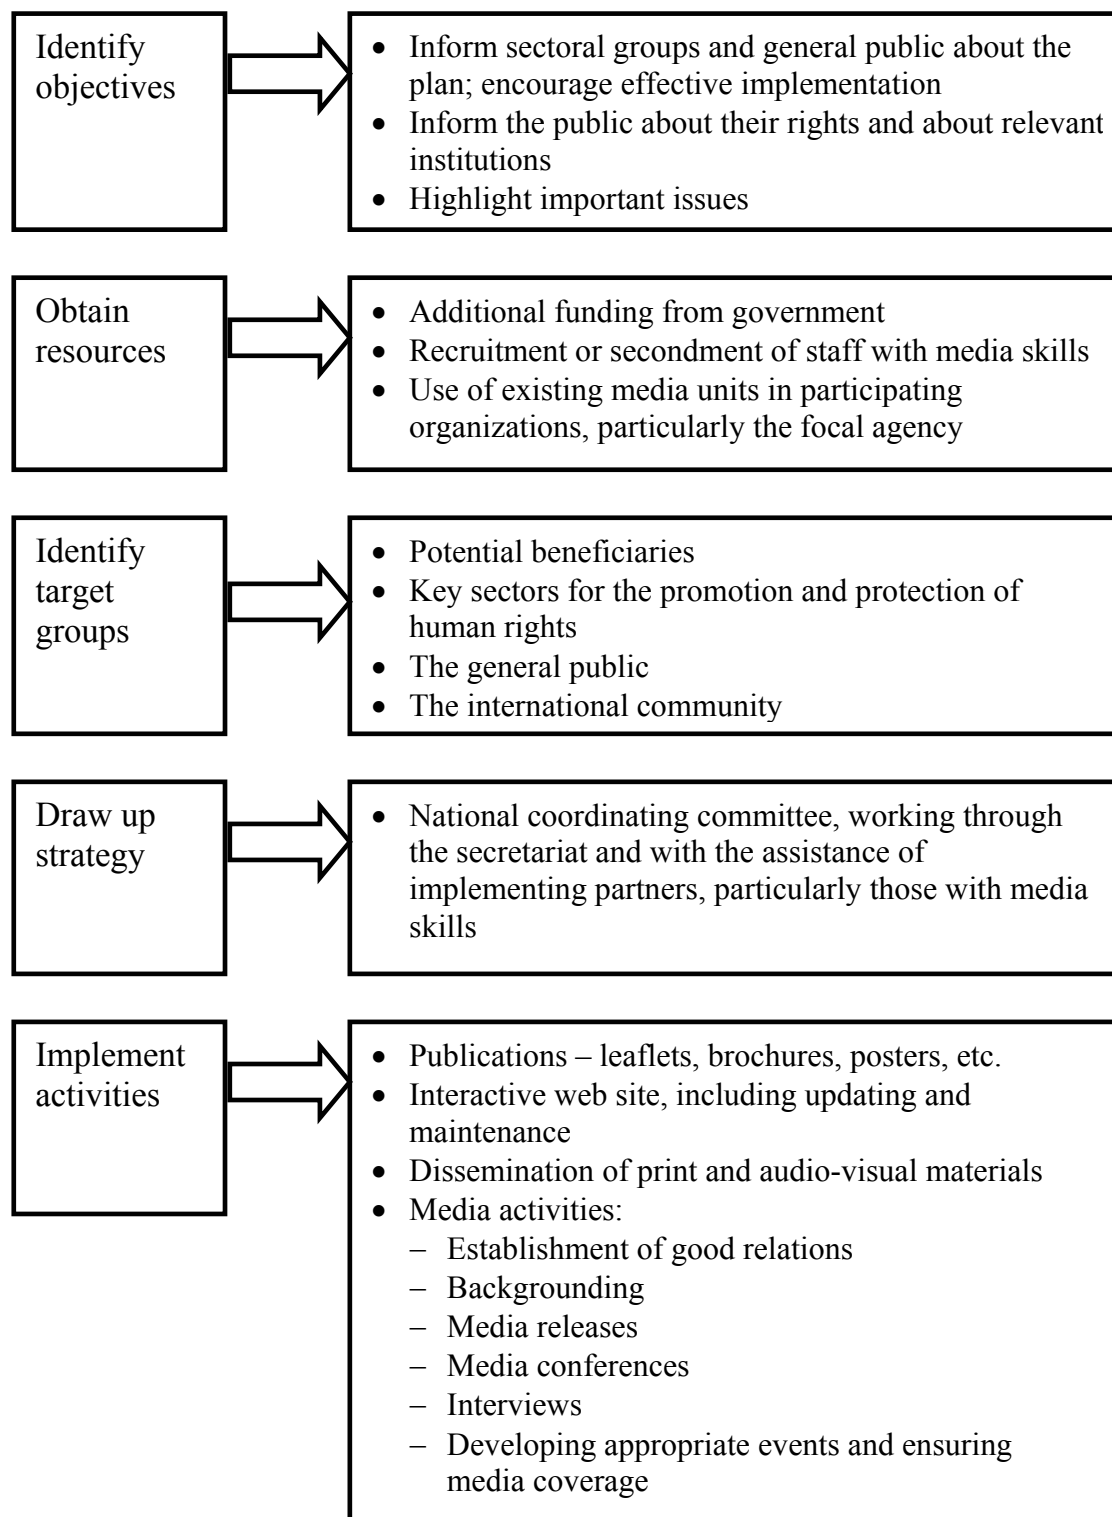 Identify
objectives
• Inform sectoral groups and general public about the
plan; encourage effective implementation
• Inform the public about their rights and about relevant
institutions
• Highlight important issues
Obtain
resources
• Additional funding from government
• Recruitment or secondment of staff with media skills
• Use of existing media units in participating
organizations, particularly the focal agency
Identify
target
groups
• Potential beneficiaries
• Key sectors for the promotion and protection of
human rights
• The general public
• The international community
Draw up
strategy
• National coordinating committee, working through
the secretariat and with the assistance of
implementing partners, particularly those with media
skills
Implement
activities
• Publications – leaflets, brochures, posters, etc.
• Interactive web site, including updating and
maintenance
• Dissemination of print and audio-visual materials
• Media activities:
– Establishment of good relations
– Backgrounding
– Media releases
– Media conferences
– Interviews
– Developing appropriate events and ensuring
media coverage